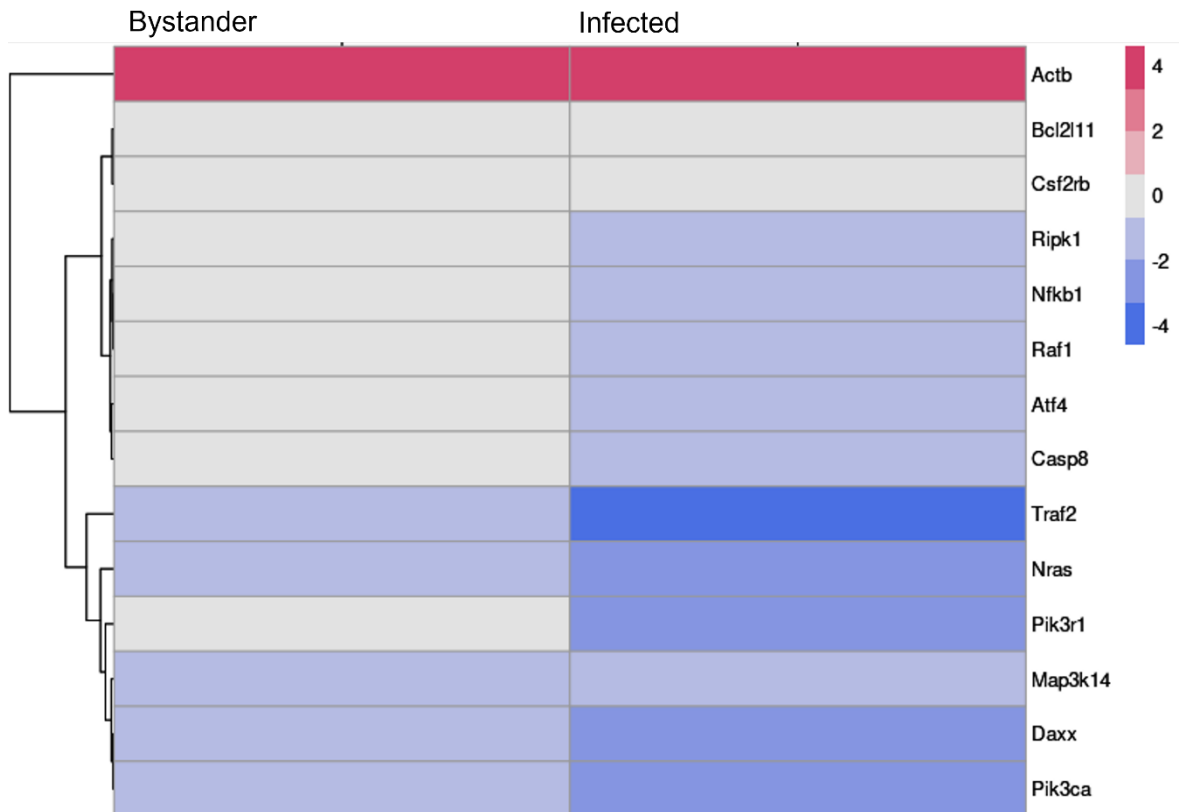 Bystander Infected
Actb
Bcl2l11
Csf2rb
Ripk1
Nfkb1
Raf1
Atf4
Casp8
Traf2
Nras
Pik3r1
Map3k14
Daxx
Pik3ca
4
2
0
-2
-4